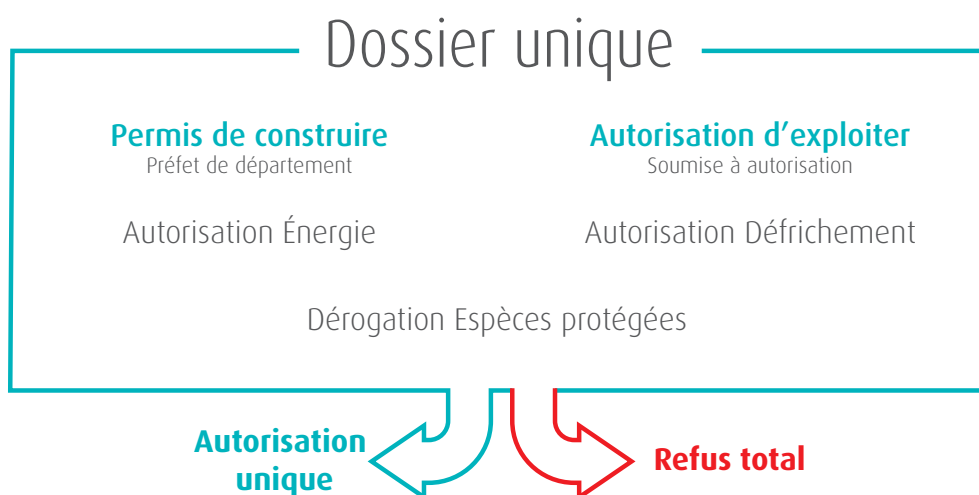 Dossier unique
Permis de construire
Préfet de département
Autorisation d’exploiter
Soumise à autorisation
Autorisation Énergie
Autorisation Défrichement
Dérogation Espèces protégées
Autorisation
unique
Refus total